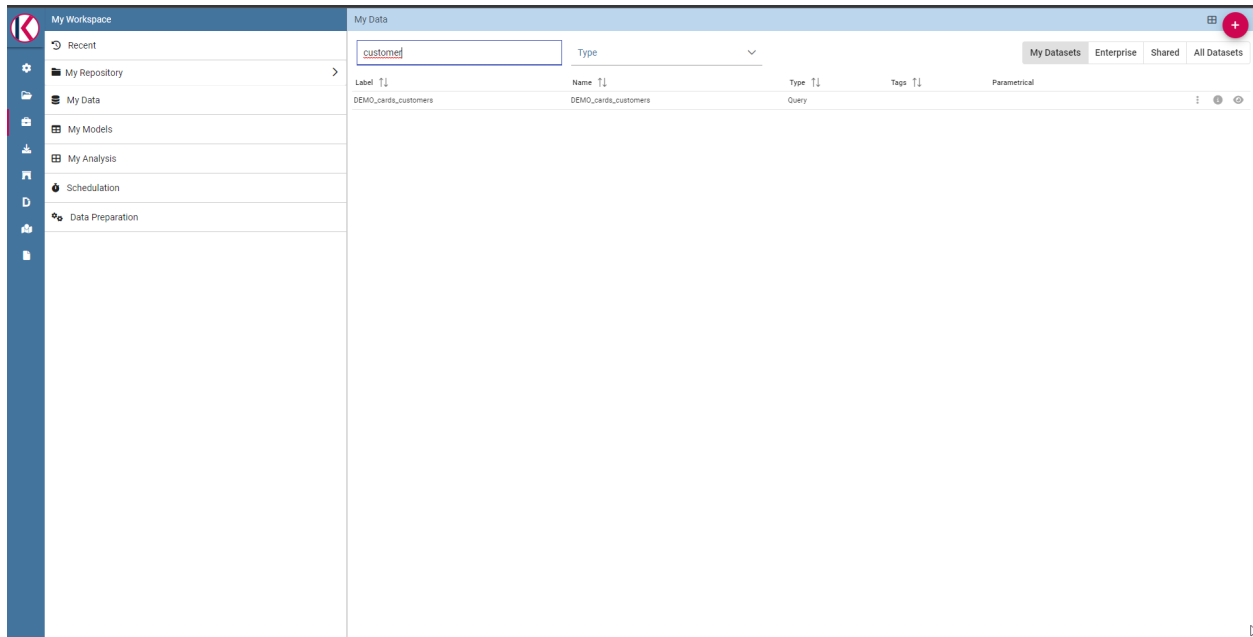 My Workspace
My Data
Recent
customer
Type
My Datasets Enterprise Shared All Datasets
My Repository
Label Name Type Tags Parametrical
My Data
DEMO_cards_customers DEMO_cards_customers Query
My Models
My Analysis
Schedulation
D
Data Preparation